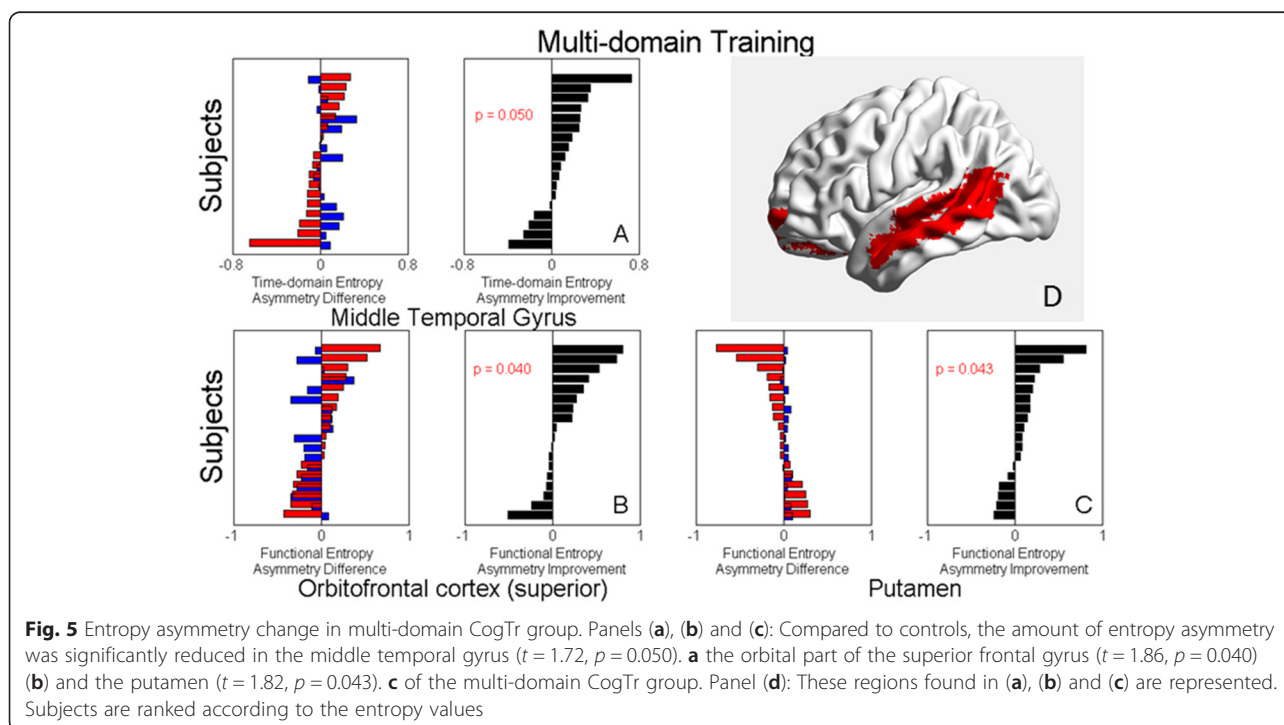 Multi-domain Training
Subjects
p = 0.050
A
D
-0.8 0 0.8
-0.8 0 0.8
Time-domain Entropy
Asymmetry Difference
Time-domain Entropy
Asymmetry Improvement
Middle Temporal Gyrus
Subjects
p = 0.040
B
p = 0.043
C
-1 0 1
-1 0 1
-1 0 1
-1 0 1
Functional Entropy
Asymmetry Difference
Functional Entropy
Asymmetry Improvement
Functional Entropy
Asymmetry Difference
Functional Entropy
Asymmetry Improvement
Orbitofrontal cortex (superior)
Putamen
Fig. 5 Entropy asymmetry change in multi-domain CogTr group. Panels (a), (b) and (c): Compared to controls, the amount of entropy asymmetry
was significantly reduced in the middle temporal gyrus (t = 1.72, p = 0.050). a the orbital part of the superior frontal gyrus (t = 1.86, p = 0.040)
(b) and the putamen (t = 1.82, p = 0.043). c of the multi-domain CogTr group. Panel (d): These regions found in (a), (b) and (c) are represented.
Subjects are ranked according to the entropy values